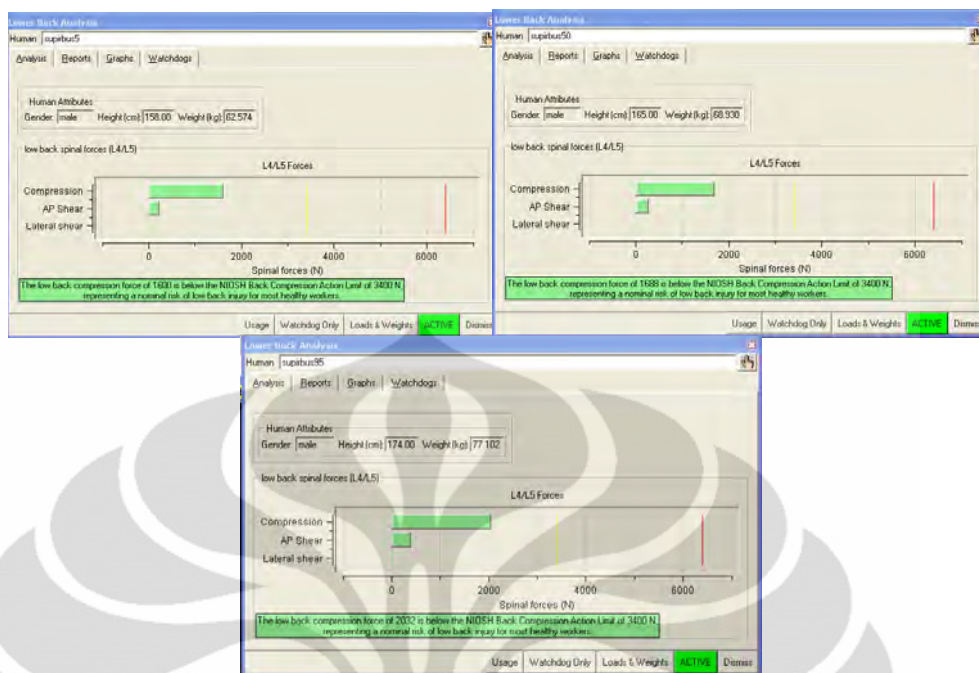 Lower Back Analysis
Human supirbus5
Analysis Reports Graphs Watchdogs
Human Attributes
Gender: male Height (cm): 158.00 Weight (kg): 62.574
low back spinal forces (L4/L5)
L4/L5 Forces
Compression
AP Shear
Lateral shear
0 2000 4000 6000
Spinal forces (N)
The low back compression force of 1600 is below the NIOSH Back Compression Action Limit of 3400 N,
representing a nominal risk of low back injury for most healthy workers.
Usage Watchdog Only Loads & Weights ACTIVE Dismiss
Lower Back Analysis
Human supirbus50
Analysis Reports Graphs Watchdogs
Human Attributes
Gender: male Height (cm): 165.00 Weight (kg): 68.930
low back spinal forces (L4/L5)
L4/L5 Forces
Compression
AP Shear
Lateral shear
0 2000 4000 6000
Spinal forces (N)
The low back compression force of 1688 is below the NIOSH Back Compression Action Limit of 3400 N,
representing a nominal risk of low back injury for most healthy workers.
Usage Watchdog Only Loads & Weights ACTIVE Dismiss
Lower Back Analysis
Human supirbus95
Analysis Reports Graphs Watchdogs
Human Attributes
Gender: male Height (cm): 174.00 Weight (kg): 77.102
low back spinal forces (L4/L5)
L4/L5 Forces
Compression
AP Shear
Lateral shear
0 2000 4000 6000
Spinal forces (N)
The low back compression force of 2032 is below the NIOSH Back Compression Action Limit of 3400 N,
representing a nominal risk of low back injury for most healthy workers.
Usage Watchdog Only Loads & Weights ACTIVE Dismiss